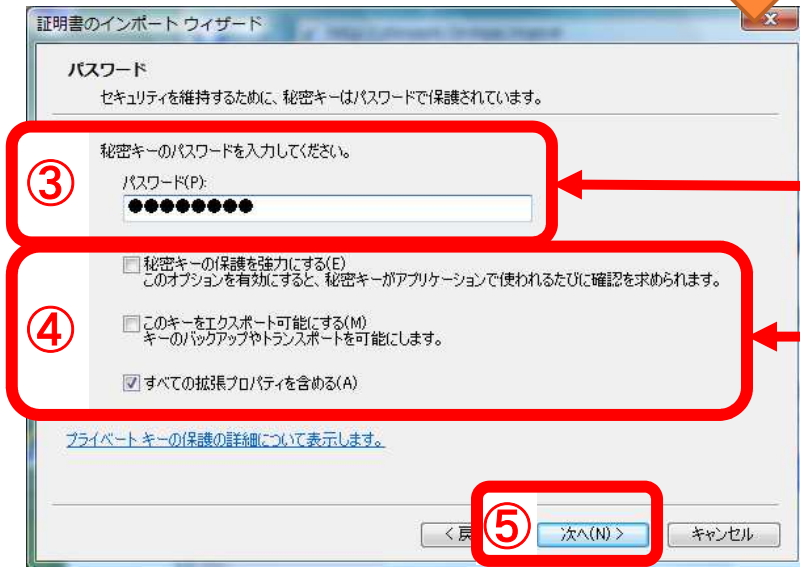 証明書のインポート ウィザード
パスワード
セキュリティを維持するために、秘密キーはパスワードで保護されています。
③
秘密キーのパスワードを入力してください。
パスワード(P):
●●●●●●●●
④
秘密キーの保護を強力にする(E)
このオプションを有効にすると、秘密キーがアプリケーションで使われるたびに確認を求められます。
このキーをエクスポート可能にする(M)
キーのバックアップやトランスポートを可能にします。
すべての拡張プロパティを含める(A)
プライベート キーの保護の詳細について表示します。
< 戻
⑤
次へ(N) >
キャンセル